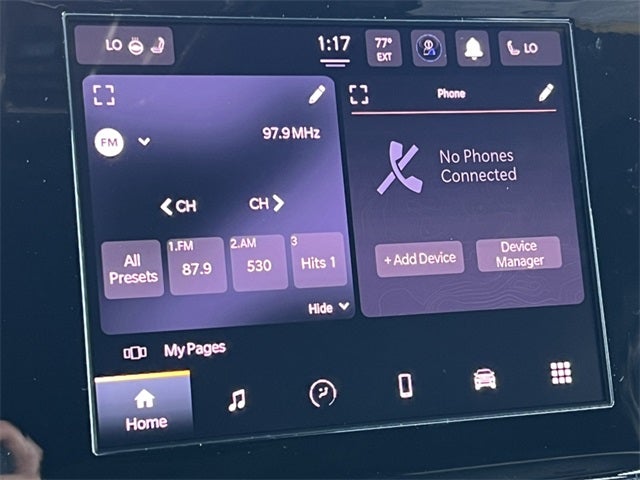 LO
1:17
77°
EXT
LO
Phone
FM
97.9 MHz
No Phones
Connected
CH
CH
All
Presets
1.FM
87.9
2.AM
530
3
Hits 1
+ Add Device
Device
Manager
Hide
My Pages
Home